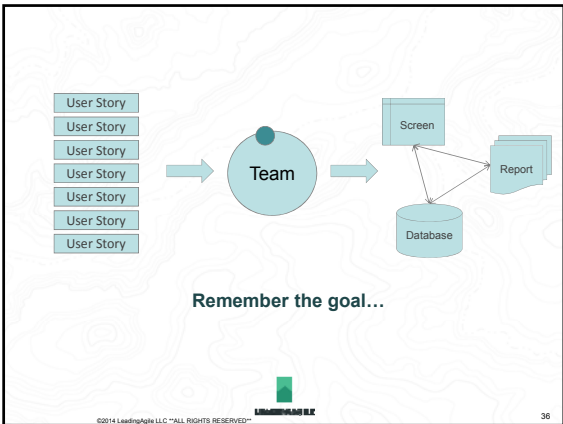 User Story
User Story
User Story
User Story
User Story
User Story
User Story
Team
Screen
Report
Database
Remember the goal…
©2014 LeadingAgile LLC **ALL RIGHTS RESERVED**
36